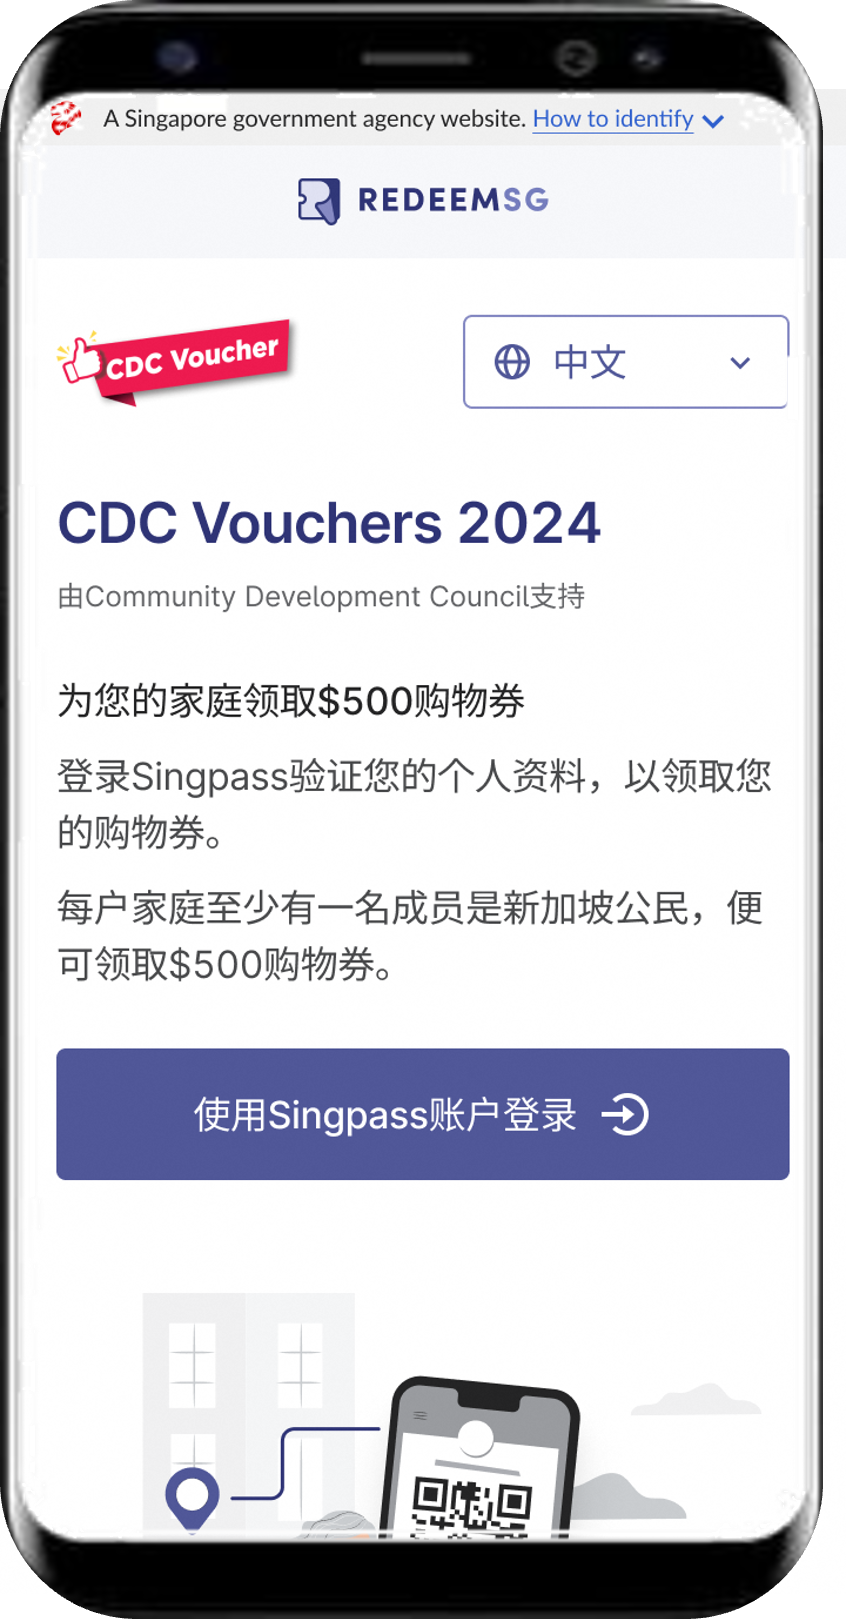 A Singapore government agency website. How to identify
REDEEMSG
CDC Voucher
中文
CDC Vouchers 2024
由Community Development Council支持
为您的家庭领取$500购物券
登录Singpass验证您的个人资料，以领取您
的购物券。
每户家庭至少有一名成员是新加坡公民，便
可领取$500购物券。
使用Singpass账户登录